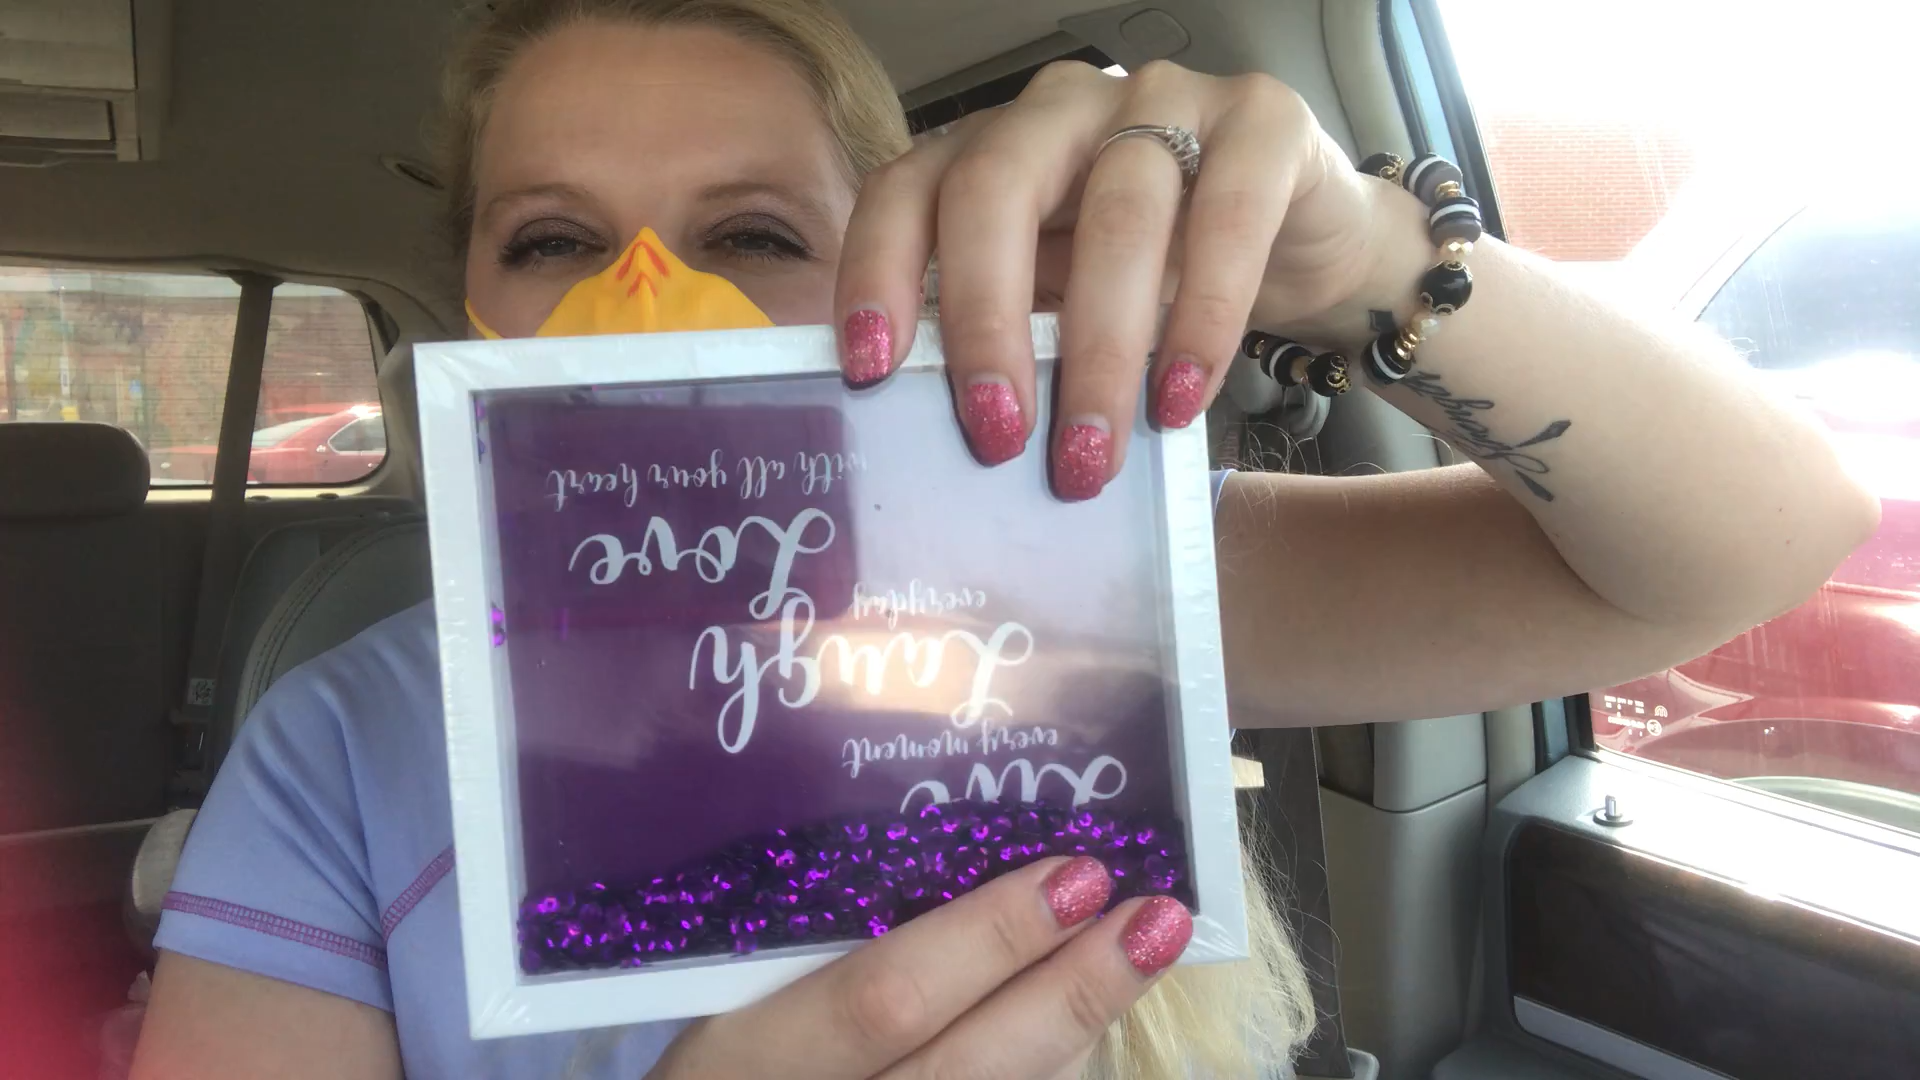 Live
every moment
Laugh
everyday
Love
with all your heart